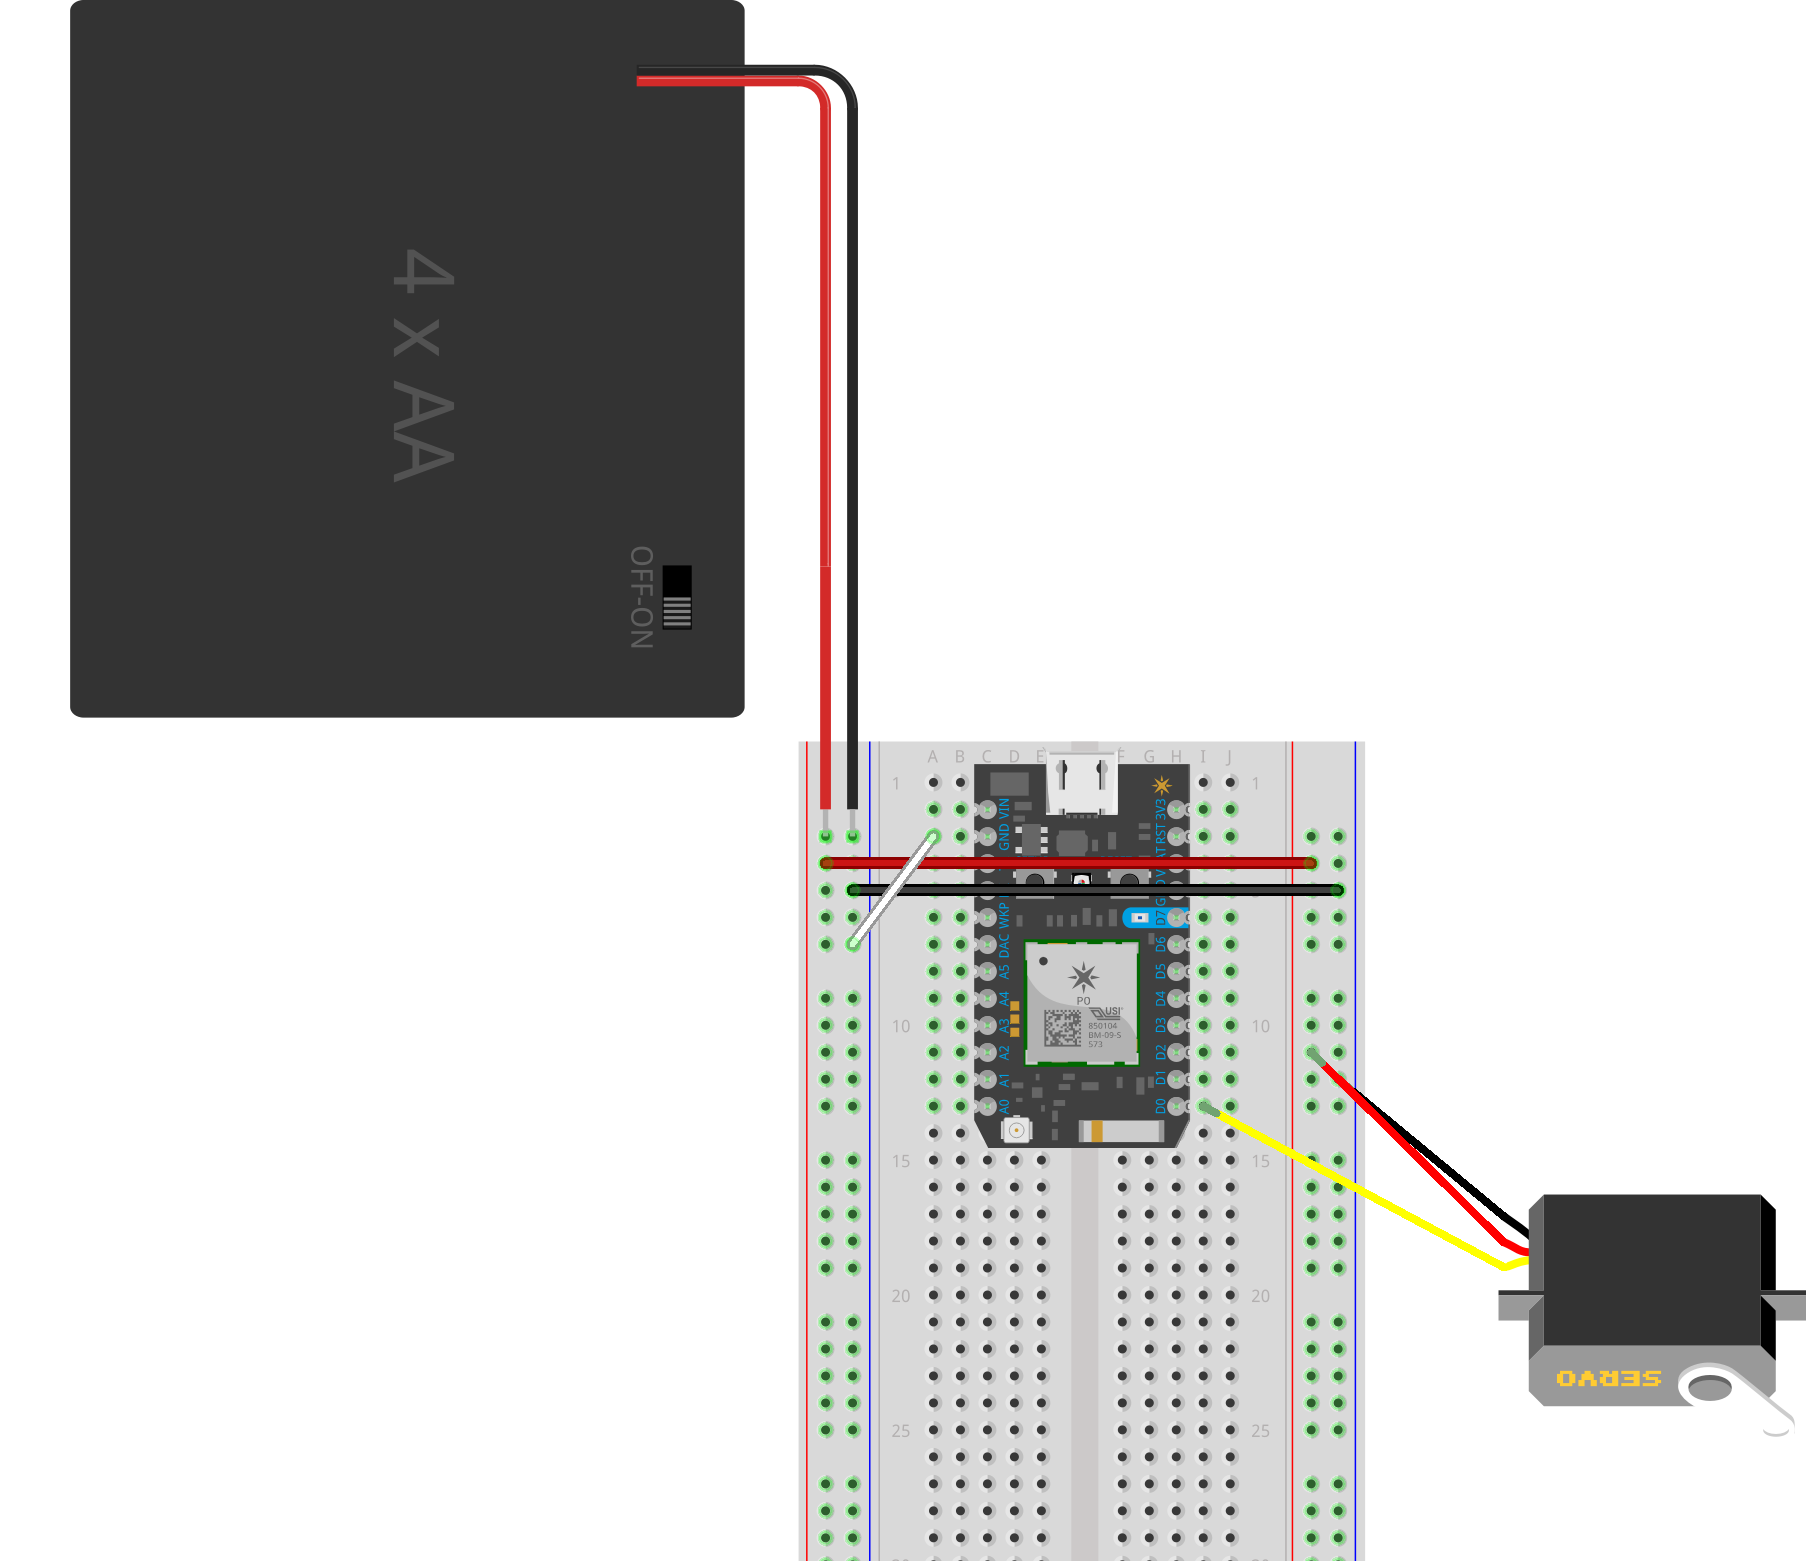 4 x AA
OFF-ON
A B C D E F G H I J
1 1
VIN 3V3
GND RST
WKP D7
DAC D6
A5 D5
A4 D4
A3 D3
10 10
A2 D2
A1 D1
A0 D0
P0
USI
850104
BM-09-S
573
15 15
20 20
25 25
SERVO